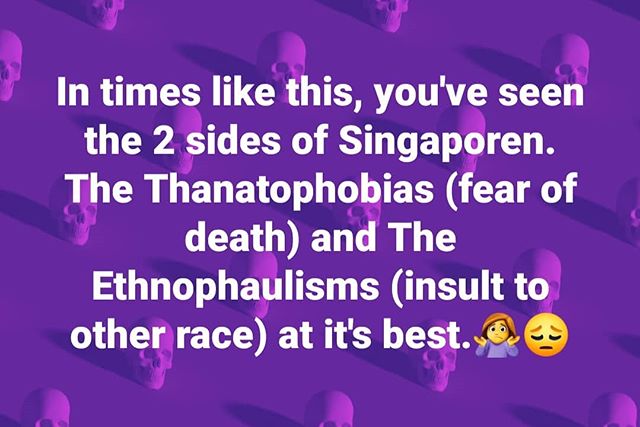 In times like this, you've seen
the 2 sides of Singaporen.
The Thanatophobias (fear of
death) and The
Ethnophaulisms (insult to
other race) at it's best.🤷‍♀️😔